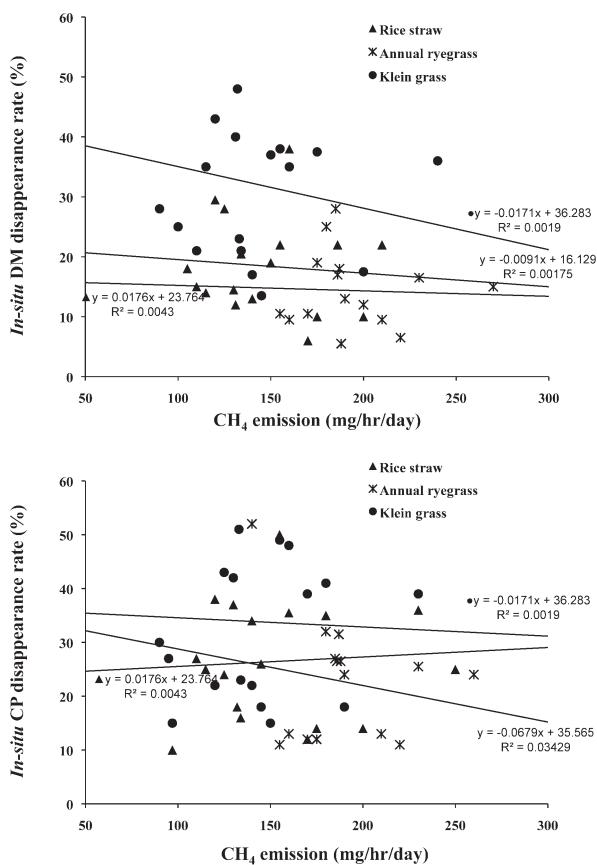 60
50
40
30
20
10
0
In-situ DM disappearance rate (%)
Rice straw
Annual ryegrass
Klein grass
y = -0.0171x + 36.283
R² = 0.0019
y = -0.0091x + 16.129
R² = 0.00175
y = 0.0176x + 23.764
R² = 0.0043
50 100 150 200 250 300
CH₄ emission (mg/hr/day)
60
50
40
30
20
10
0
In-situ CP disappearance rate (%)
Rice straw
Annual ryegrass
Klein grass
y = -0.0171x + 36.283
R² = 0.0019
y = 0.0176x + 23.764
R² = 0.0043
y = -0.0679x + 35.565
R² = 0.03429
50 100 150 200 250 300
CH₄ emission (mg/hr/day)